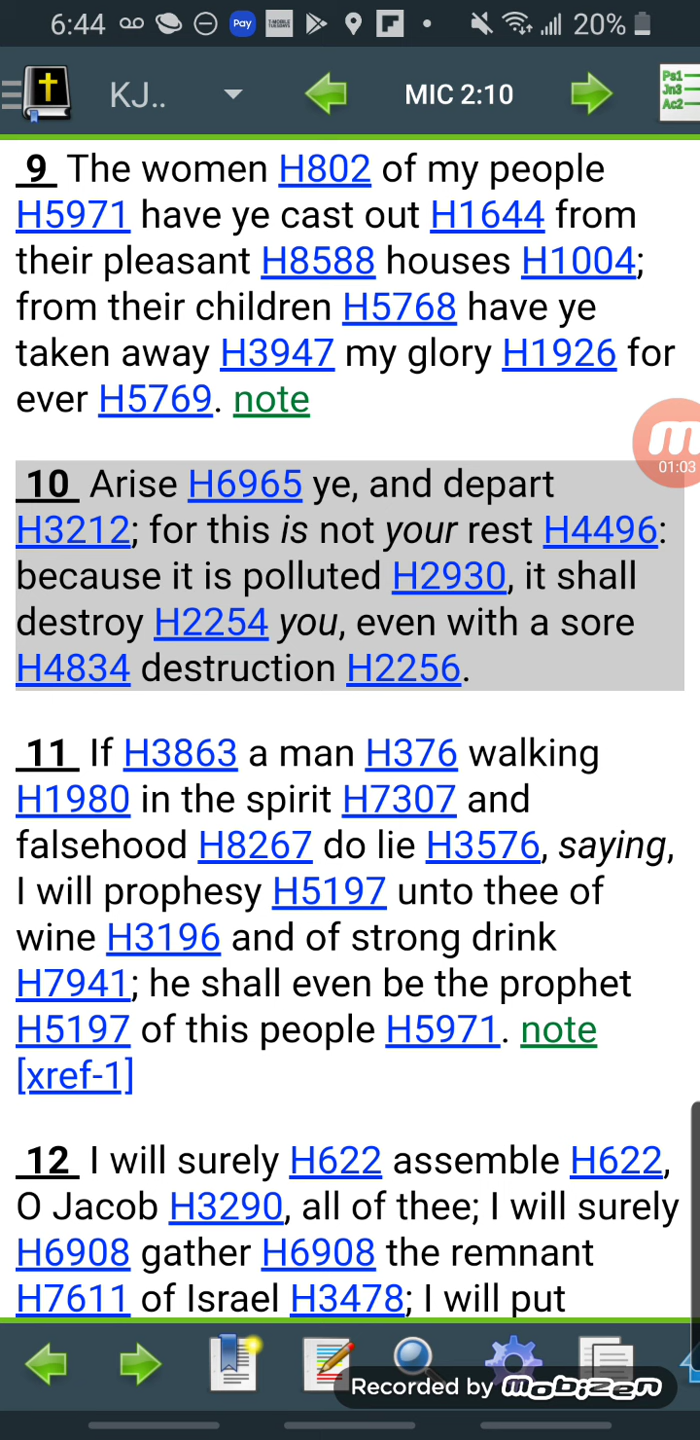 6:44 Pay T-MOBILE TUESDAYS 20%
KJ.. MIC 2:10 Ps1 Jn3 Ac2
9 The women H802 of my people
H5971 have ye cast out H1644 from
their pleasant H8588 houses H1004;
from their children H5768 have ye
taken away H3947 my glory H1926 for
ever H5769. note
01:03
10 Arise H6965 ye, and depart
H3212; for this is not your rest H4496:
because it is polluted H2930, it shall
destroy H2254 you, even with a sore
H4834 destruction H2256.
11 If H3863 a man H376 walking
H1980 in the spirit H7307 and
falsehood H8267 do lie H3576, saying,
I will prophesy H5197 unto thee of
wine H3196 and of strong drink
H7941; he shall even be the prophet
H5197 of this people H5971. note
[xref-1]
12 I will surely H622 assemble H622,
O Jacob H3290, all of thee; I will surely
H6908 gather H6908 the remnant
H7611 of Israel H3478; I will put
Recorded by mobizen